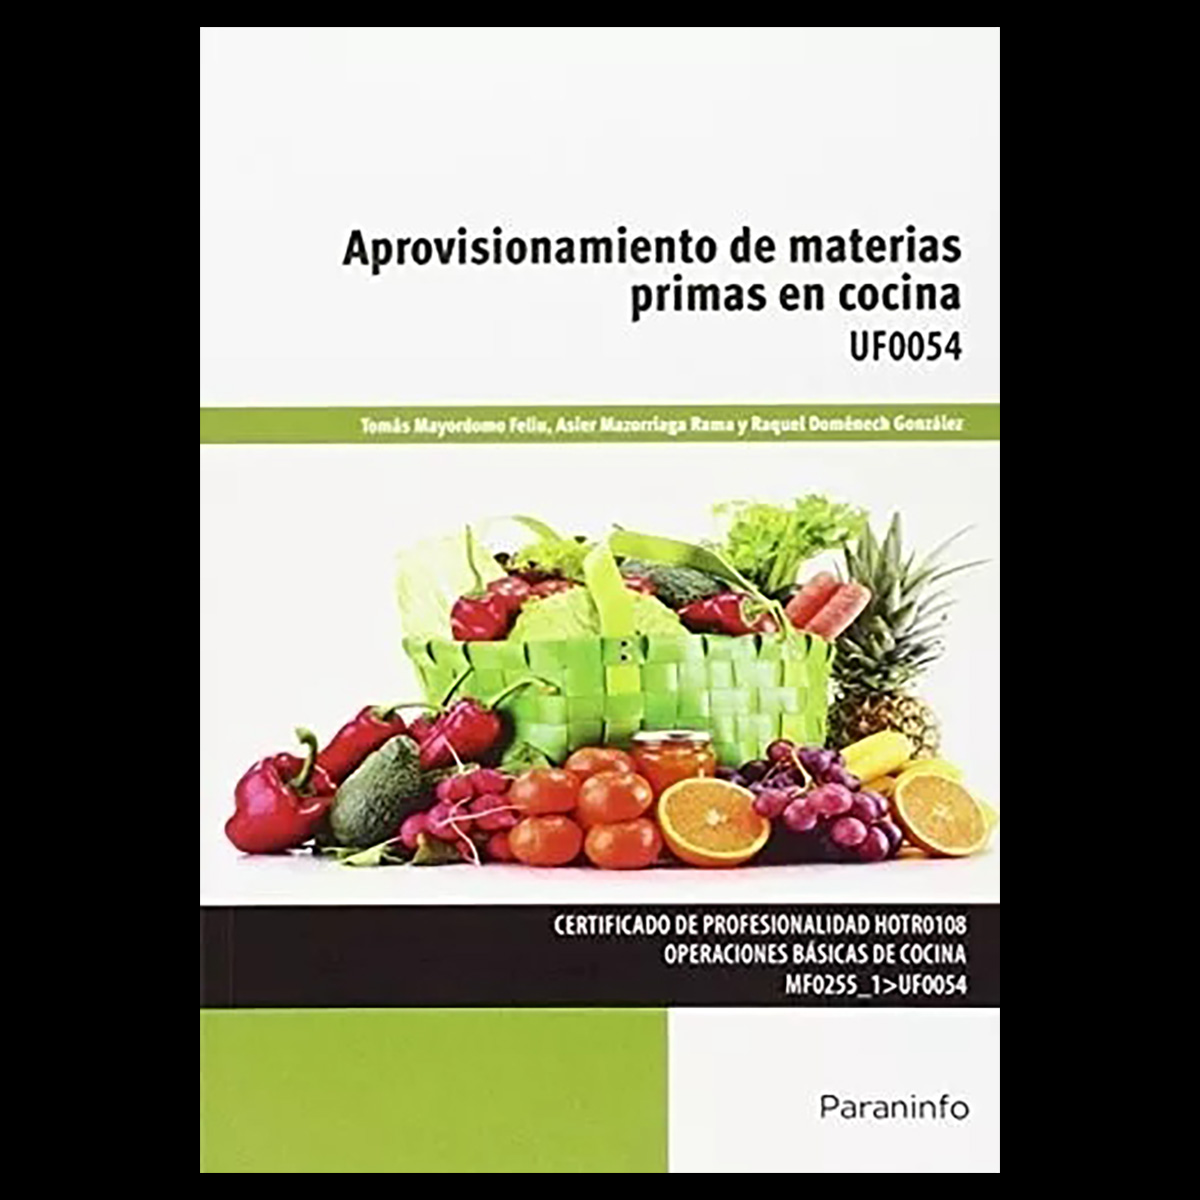 Aprovisionamiento de materias
primas en cocina
UF0054
Tomás Mayordomo Feliu, Asier Mazorriaga Rama y Raquel Doménech González
CERTIFICADO DE PROFESIONALIDAD HOTR0108
OPERACIONES BÁSICAS DE COCINA
MF0255_1>UF0054
Paraninfo